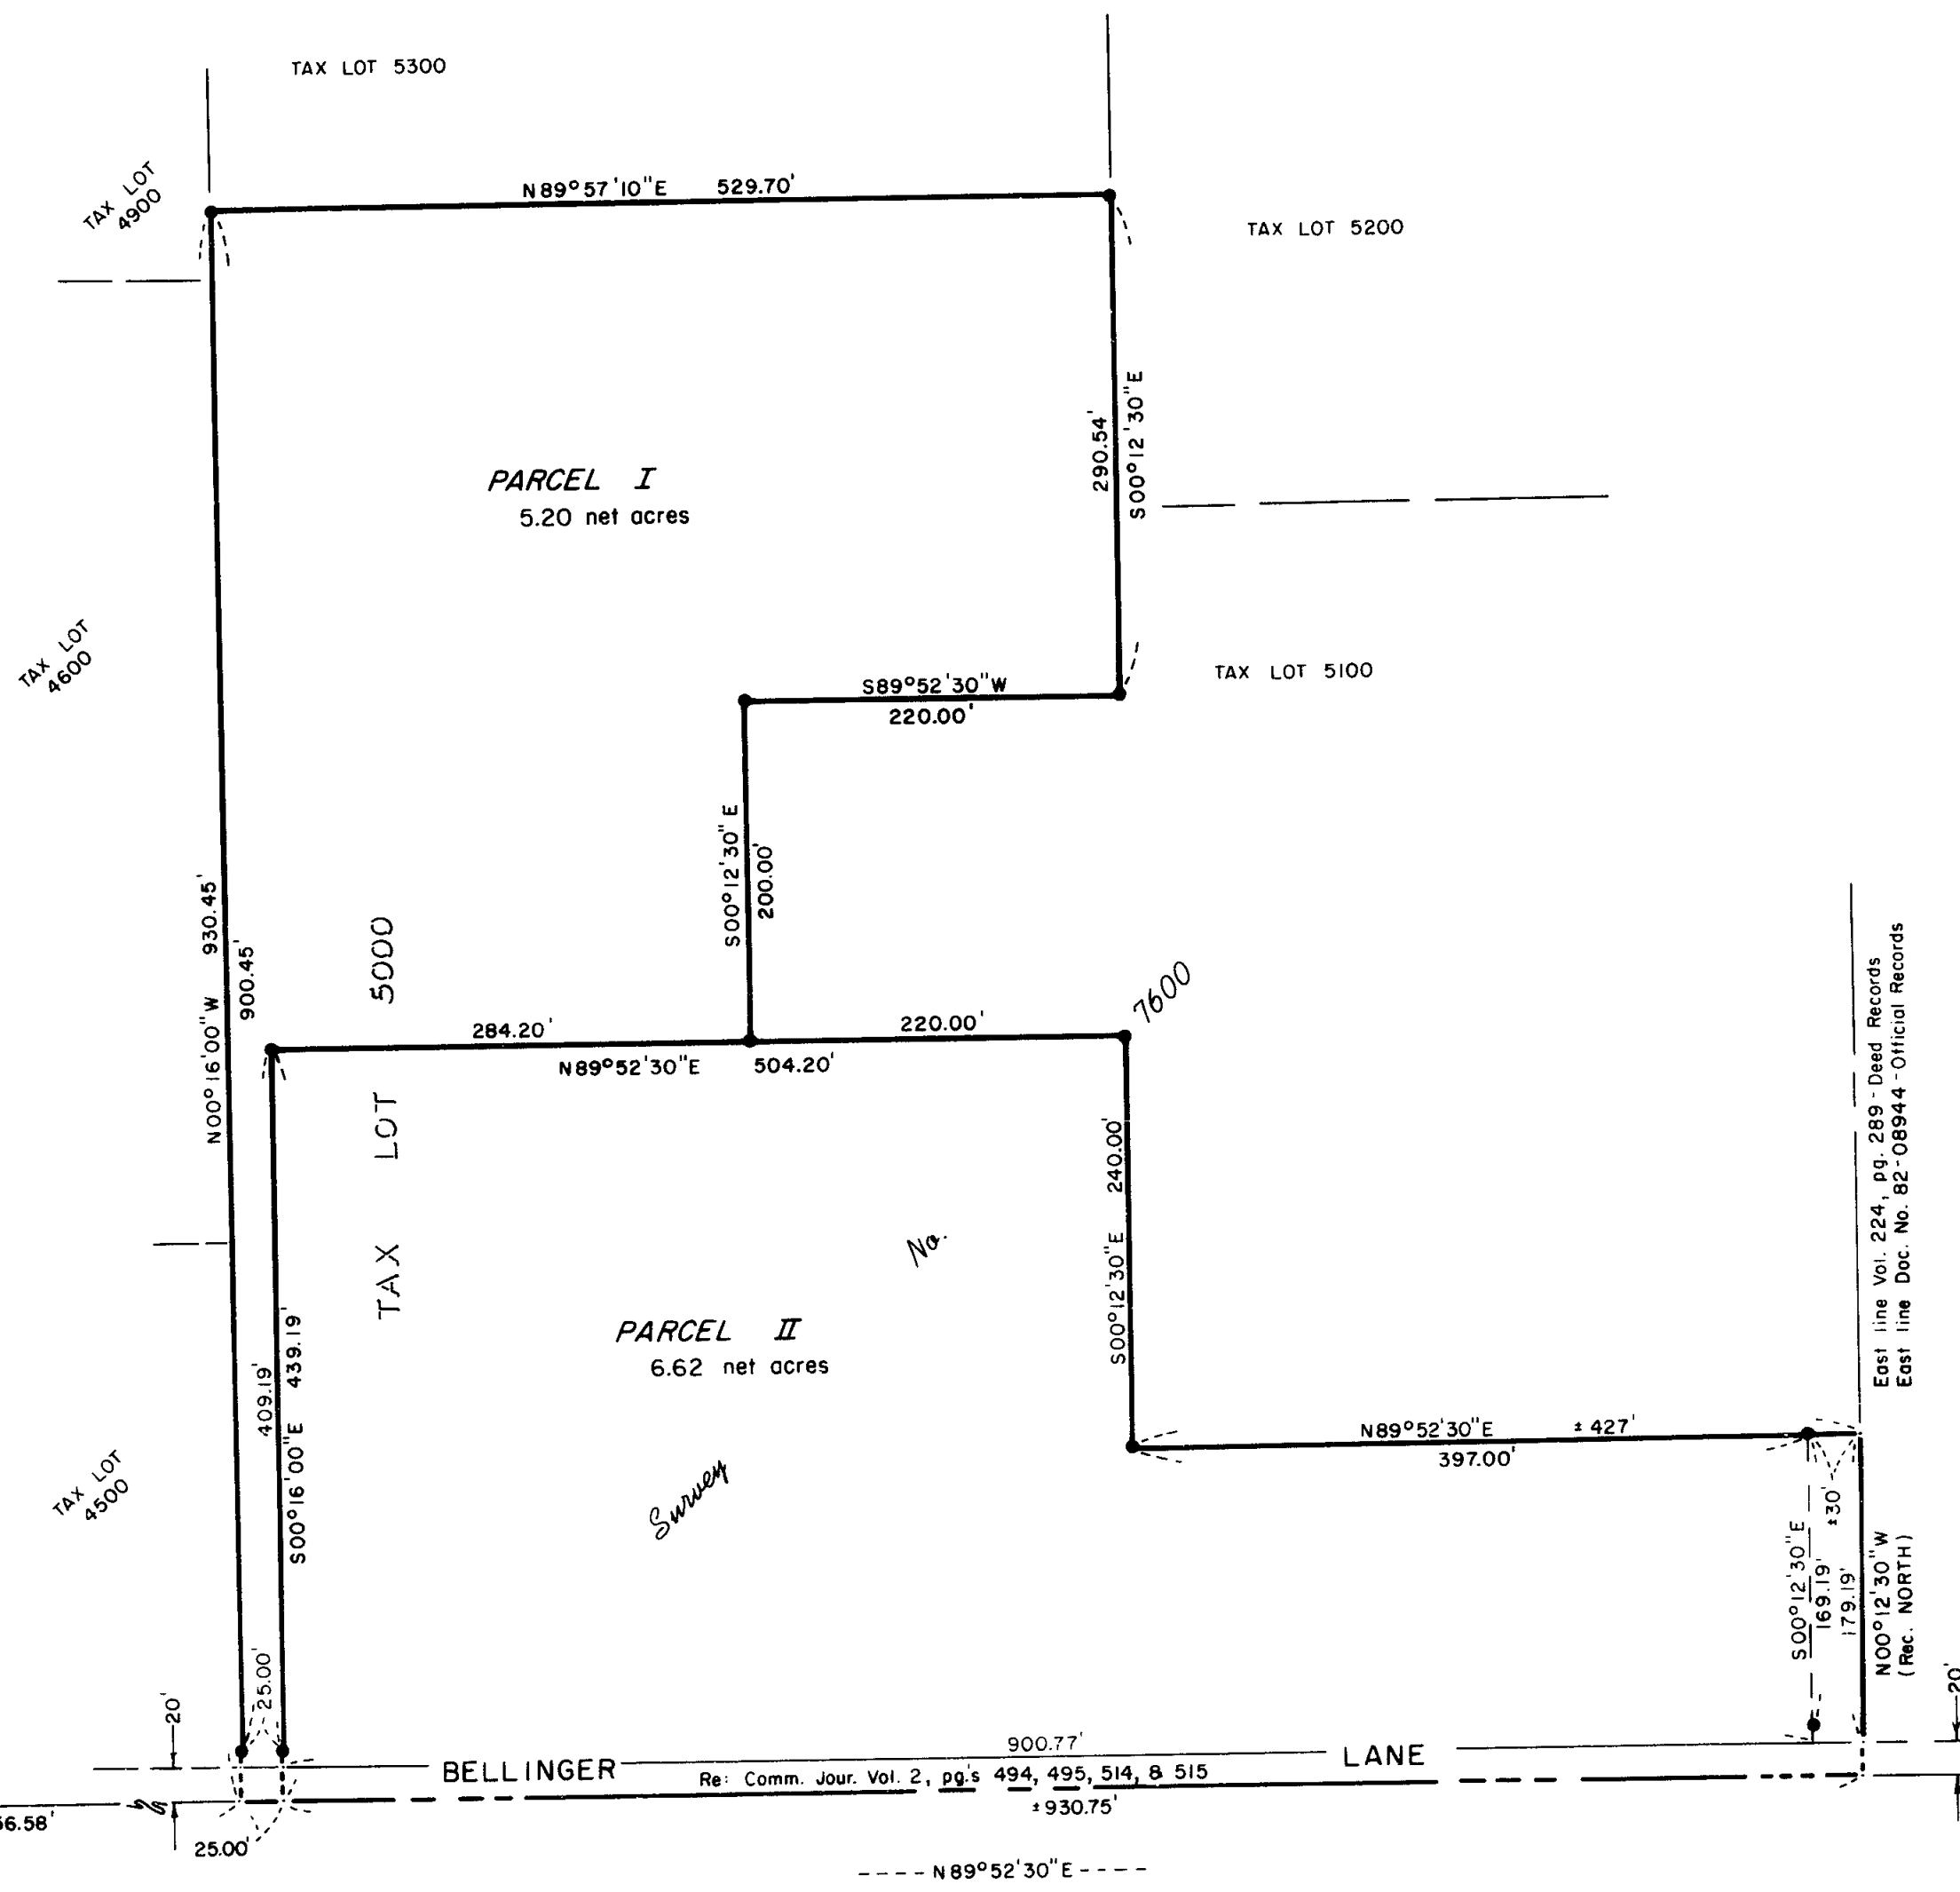 TAX LOT 5300
TAX LOT
4900
N89°57'10"E 529.70'
TAX LOT 5200
290.54'
S00°12'30"E
PARCEL I
5.20 net acres
TAX LOT
4600
S89°52'30"W
220.00'
TAX LOT 5100
S00°12'30"E
200.00'
N00°16'00"W 930.45'
900.45'
TAX LOT 5000
284.20'
220.00'
N89°52'30"E 504.20'
7600
S00°12'30"E 240.00'
East line Vol. 224, pg. 289 - Deed Records
East line Doc. No. 82-08944 - Official Records
No.
PARCEL II
6.62 net acres
409.19'
S00°16'00"E 439.19'
TAX LOT
4500
Survey
N89°52'30"E ±427'
397.00'
±30'
S00°12'30"E
169.19'
179.19'
N00°12'30"W
(Rec. NORTH)
25.00'
20'
20'
900.77'
BELLINGER LANE
Re: Comm. Jour. Vol. 2, pg.'s 494, 495, 514, & 515
±930.75'
56.58'
25.00'
N89°52'30"E